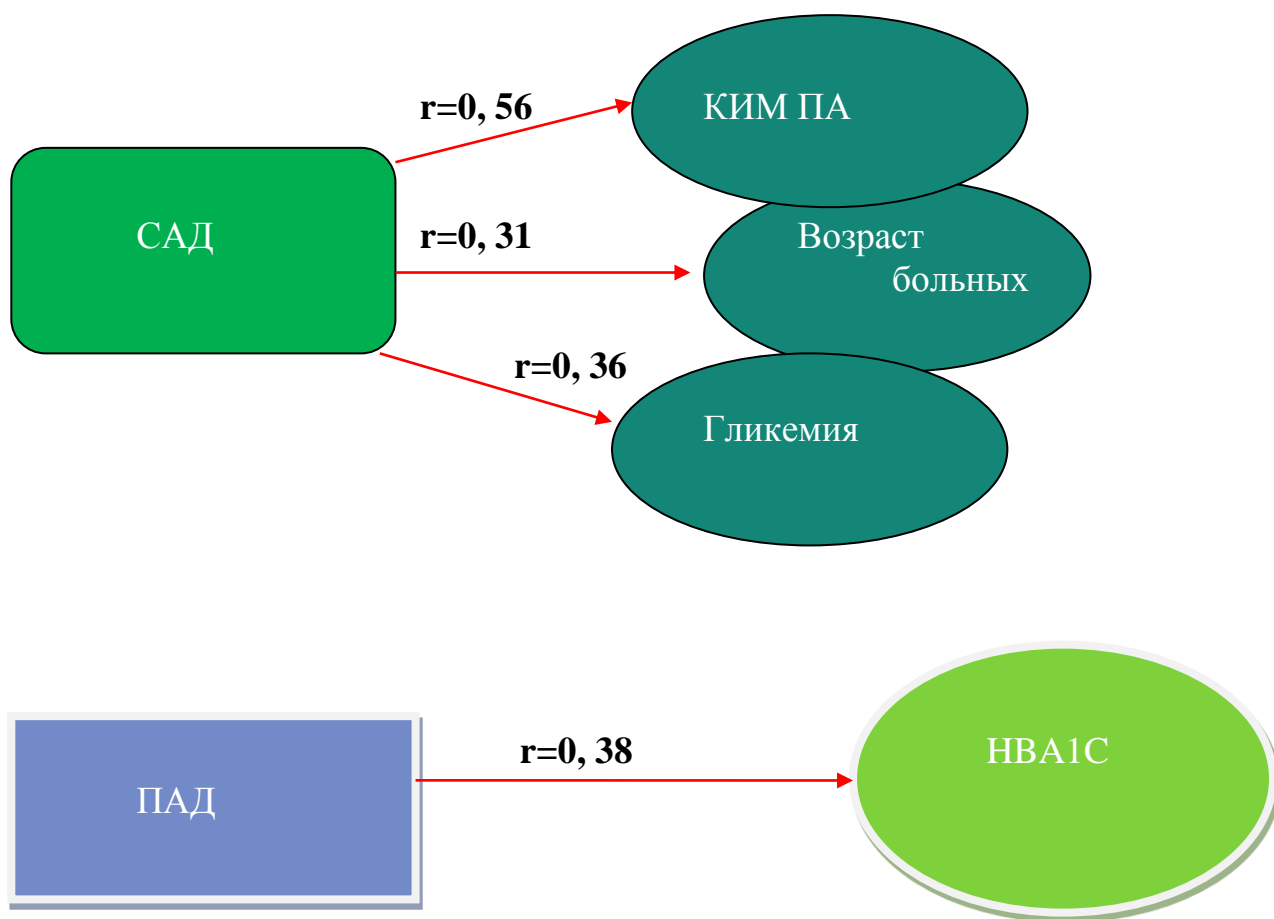 r=0, 56
КИМ ПА
САД
r=0, 31
Возраст
больных
r=0, 36
Гликемия
r=0, 38
НВА1С
ПАД